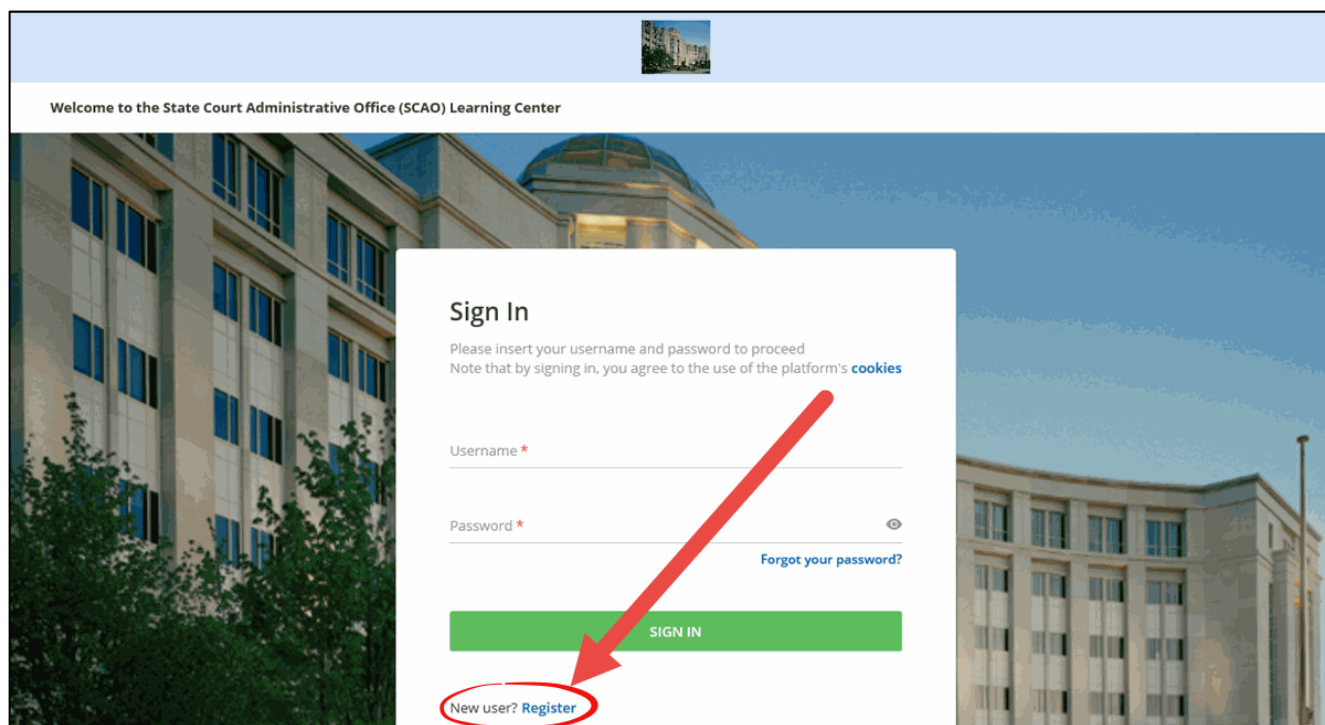 Welcome to the State Court Administrative Office (SCAO) Learning Center
Sign In
Please insert your username and password to proceed
Note that by signing in, you agree to the use of the platform's cookies
Username *
Password *
Forgot your password?
SIGN IN
New user? Register